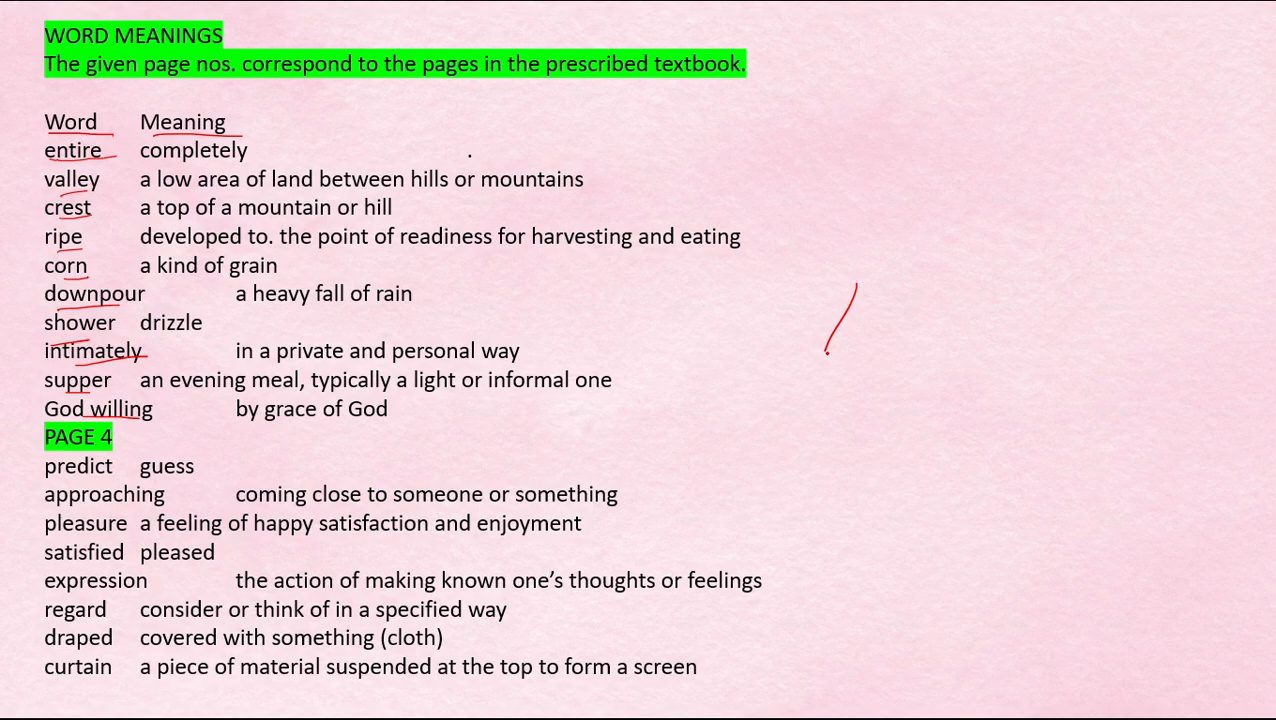 WORD MEANINGS
The given page nos. correspond to the pages in the prescribed textbook.
Word Meaning
entire completely
valley a low area of land between hills or mountains
crest a top of a mountain or hill
ripe developed to. the point of readiness for harvesting and eating
corn a kind of grain
downpour a heavy fall of rain
shower drizzle
intimately in a private and personal way
supper an evening meal, typically a light or informal one
God willing by grace of God
PAGE 4
predict guess
approaching coming close to someone or something
pleasure a feeling of happy satisfaction and enjoyment
satisfied pleased
expression the action of making known one’s thoughts or feelings
regard consider or think of in a specified way
draped covered with something (cloth)
curtain a piece of material suspended at the top to form a screen